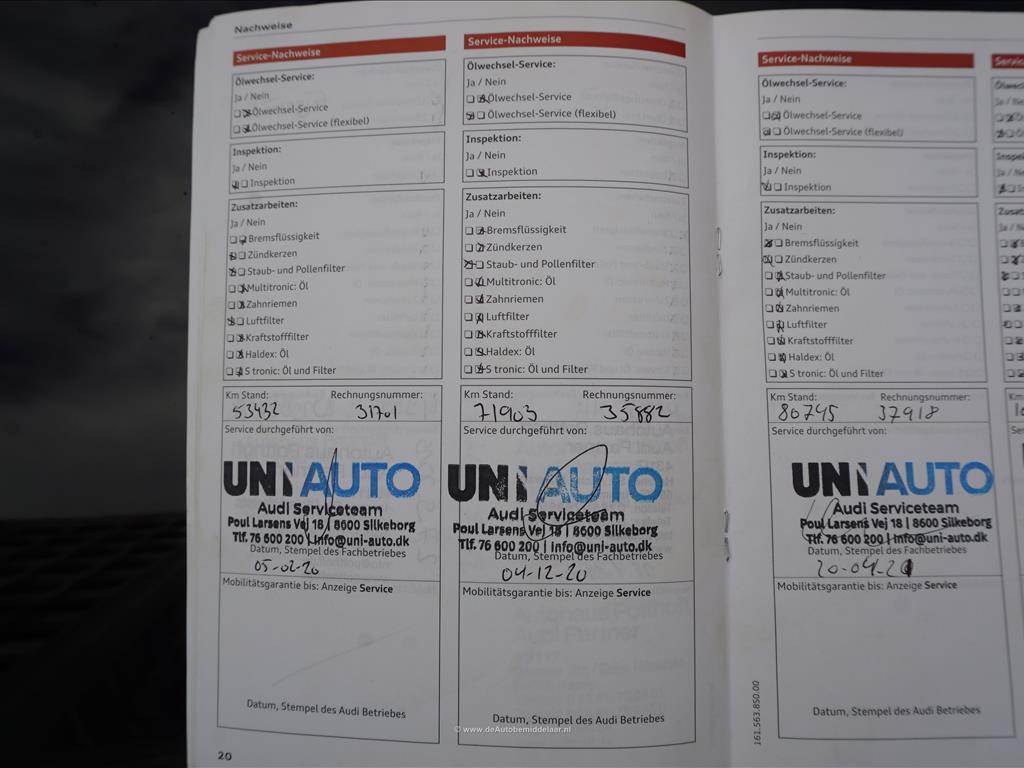 Nachweise
Service-Nachweise
Ölwechsel-Service:
Ja / Nein
Ölwechsel-Service
Ölwechsel-Service (flexibel)
Inspektion:
Ja / Nein
Inspektion
Zusatzarbeiten:
Ja / Nein
Bremsflüssigkeit
Zündkerzen
Staub- und Pollenfilter
Multitronic: Öl
Zahnriemen
Luftfilter
Kraftstofffilter
Haldex: Öl
S tronic: Öl und Filter
Km Stand: Rechnungsnummer:
53432 31701
Service durchgeführt von:
UNIAUTO
Audi Serviceteam
Poul Larsens Vej 18 | 8600 Silkeborg
Tlf. 76 600 200 | info@uni-auto.dk
Datum, Stempel des Fachbetriebes
05-02-20
Mobilitätsgarantie bis: Anzeige Service
Datum, Stempel des Audi Betriebes
20
Service-Nachweise
Ölwechsel-Service:
Ja / Nein
Ölwechsel-Service
Ölwechsel-Service (flexibel)
Inspektion:
Ja / Nein
Inspektion
Zusatzarbeiten:
Ja / Nein
Bremsflüssigkeit
Zündkerzen
Staub- und Pollenfilter
Multitronic: Öl
Zahnriemen
Luftfilter
Kraftstofffilter
Haldex: Öl
S tronic: Öl und Filter
Km Stand: Rechnungsnummer:
71903 35882
Service durchgeführt von:
UNIAUTO
Audi Serviceteam
Poul Larsens Vej 18 | 8600 Silkeborg
Tlf. 76 600 200 | info@uni-auto.dk
Datum, Stempel des Fachbetriebes
04-12-20
Mobilitätsgarantie bis: Anzeige Service
Datum, Stempel des Audi Betriebes
© www.deAutobemiddelaar.nl
Service-Nachweise
Ölwechsel-Service:
Ja / Nein
Ölwechsel-Service
Ölwechsel-Service (flexibel)
Inspektion:
Ja / Nein
Inspektion
Zusatzarbeiten:
Ja / Nein
Bremsflüssigkeit
Zündkerzen
Staub- und Pollenfilter
Multitronic: Öl
Zahnriemen
Luftfilter
Kraftstofffilter
Haldex: Öl
S tronic: Öl und Filter
Km Stand: Rechnungsnummer:
80745 37918
Service durchgeführt von:
UNIAUTO
Audi Serviceteam
Poul Larsens Vej 18 | 8600 Silkeborg
Tlf. 76 600 200 | info@uni-auto.dk
Datum, Stempel des Fachbetriebes
20-04-21
Mobilitätsgarantie bis: Anzeige Service
Datum, Stempel des Audi Betriebes
161.563.850.00